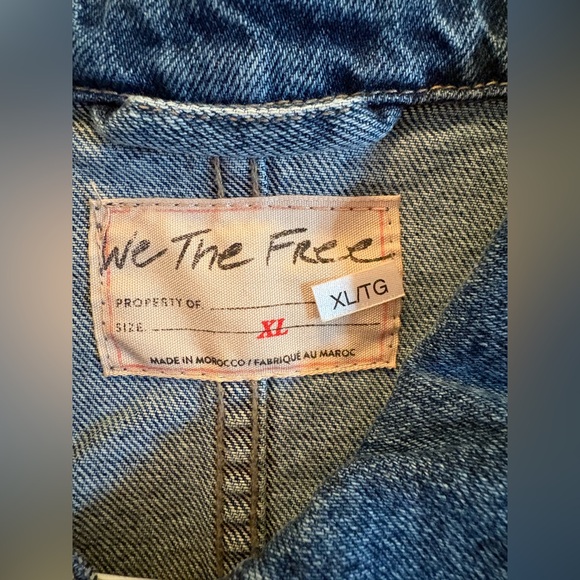 We The Free
PROPERTY OF
XL/TG
SIZE XL
MADE IN MOROCCO / FABRIQUÉ AU MAROC